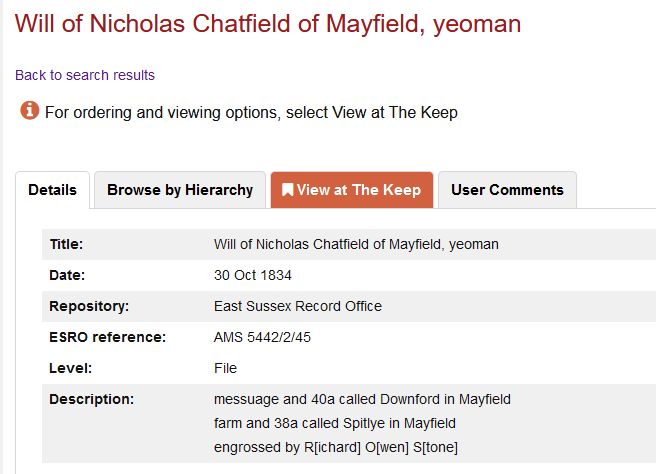 Will of Nicholas Chatfield of Mayfield, yeoman
Back to search results
For ordering and viewing options, select View at The Keep
Details Browse by Hierarchy View at The Keep User Comments
Title: Will of Nicholas Chatfield of Mayfield, yeoman
Date: 30 Oct 1834
Repository: East Sussex Record Office
ESRO reference: AMS 5442/2/45
Level: File
Description: messuage and 40a called Downford in Mayfield
farm and 38a called Spitlye in Mayfield
engrossed by R[ichard] O[wen] S[tone]